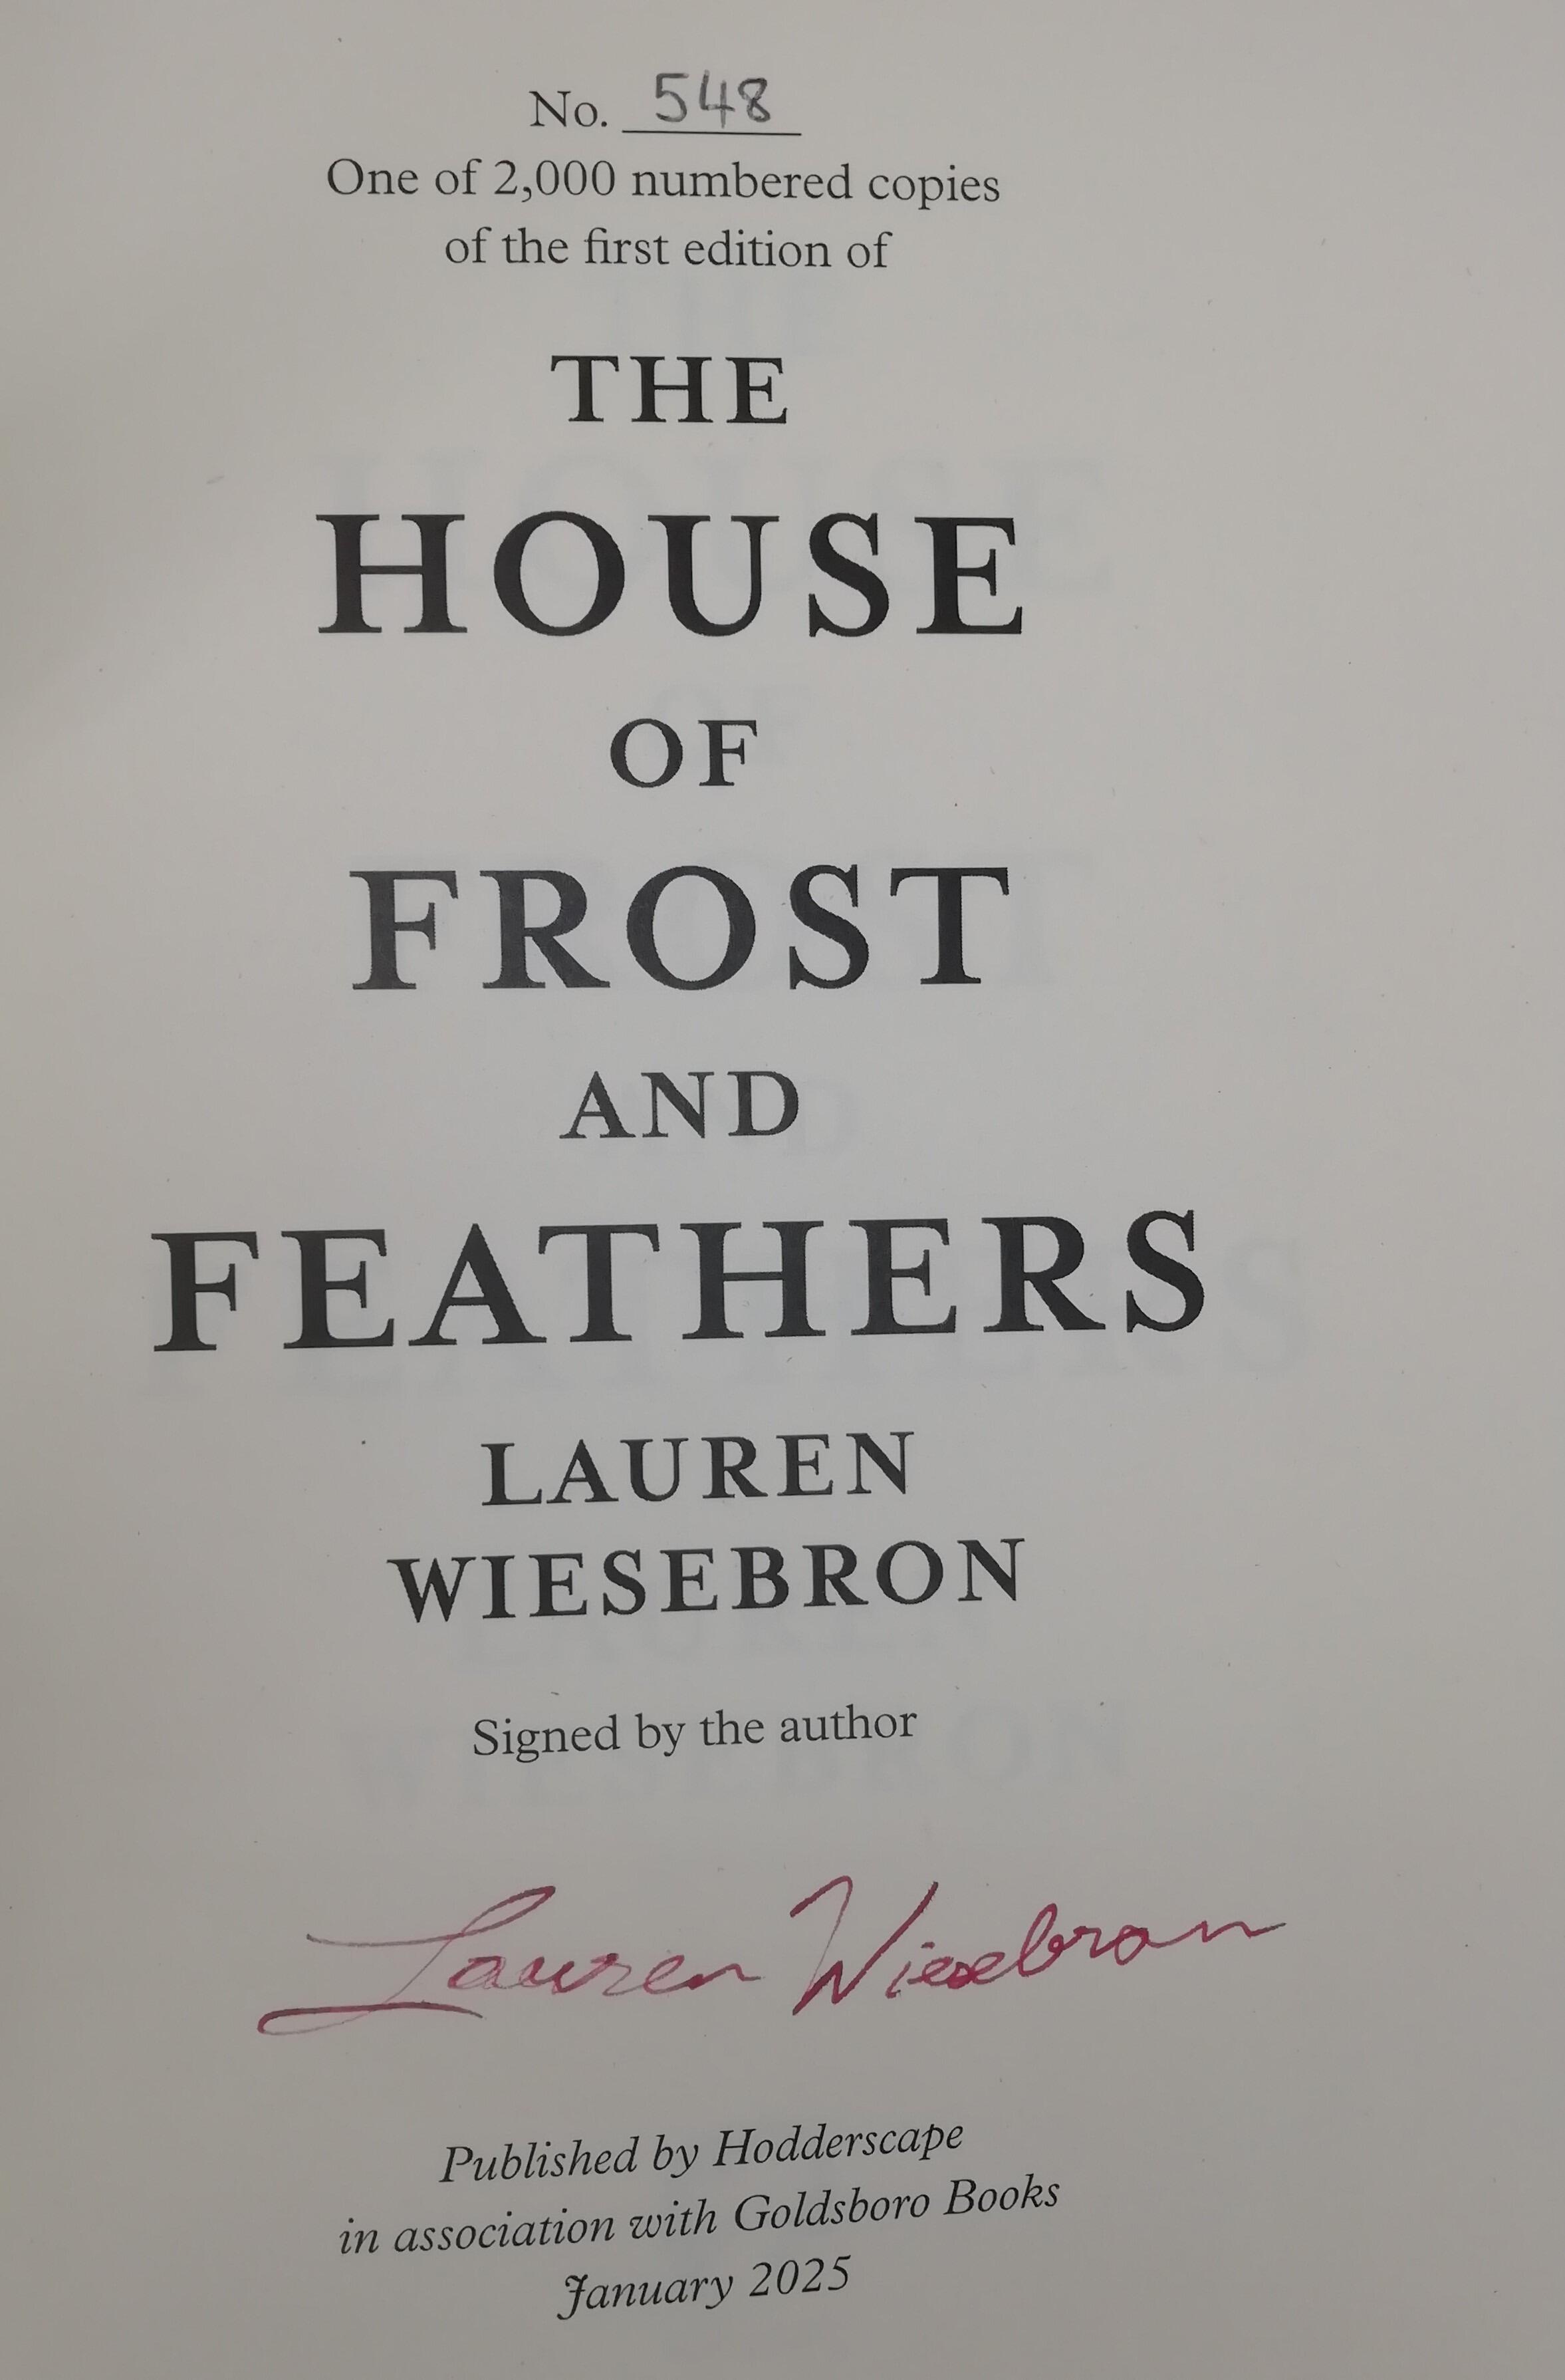 No. 548
One of 2,000 numbered copies
of the first edition of
THE
HOUSE
OF
FROST
AND
FEATHERS
LAUREN
WIESEBRON
Signed by the author
Lauren Wiesebron
Published by Hodderscape
in association with Goldsboro Books
January 2025